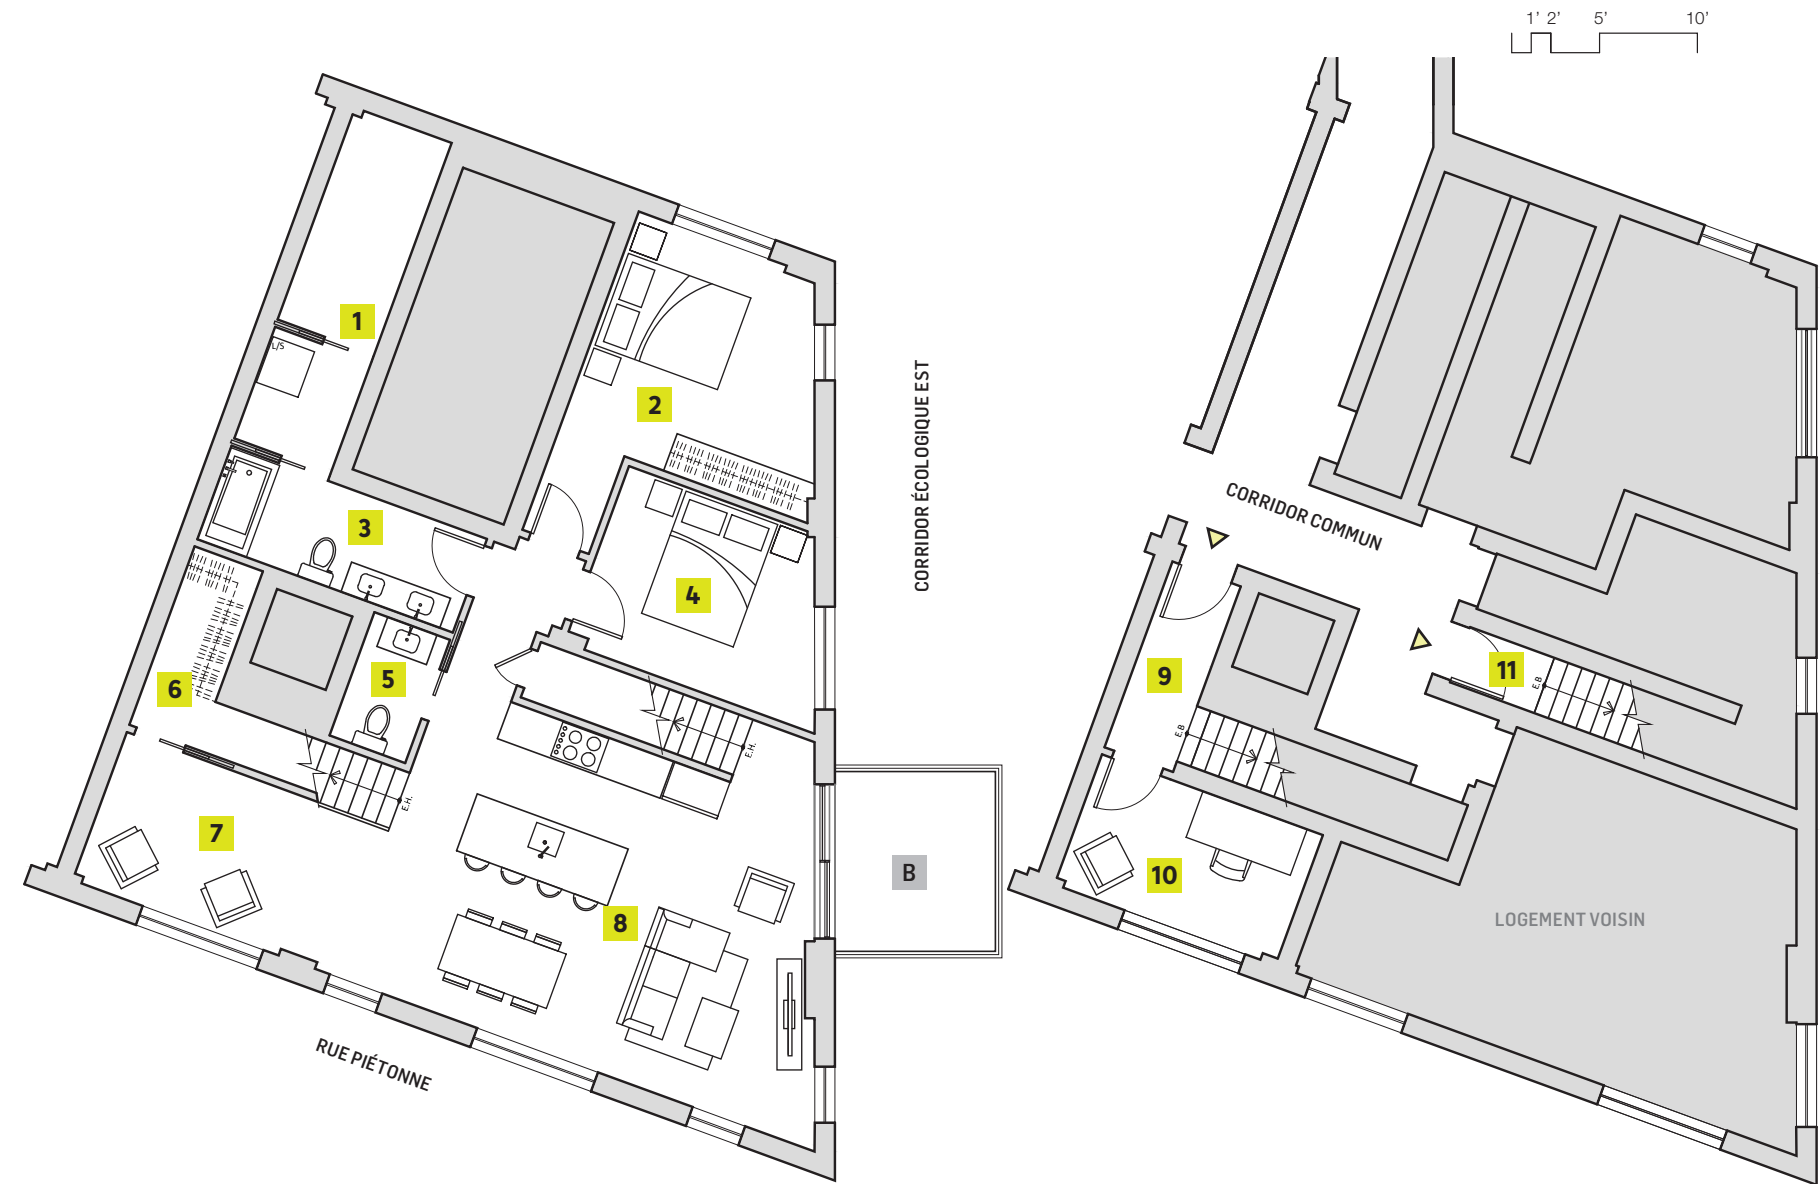 1' 2' 5' 10'
1
L/S
2
3
4
5
6
E.H.
E.H.
7
8
B
CORRIDOR ÉCOLOGIQUE EST
RUE PIÉTONNE
CORRIDOR COMMUN
9
E.B
10
11
E.B
LOGEMENT VOISIN